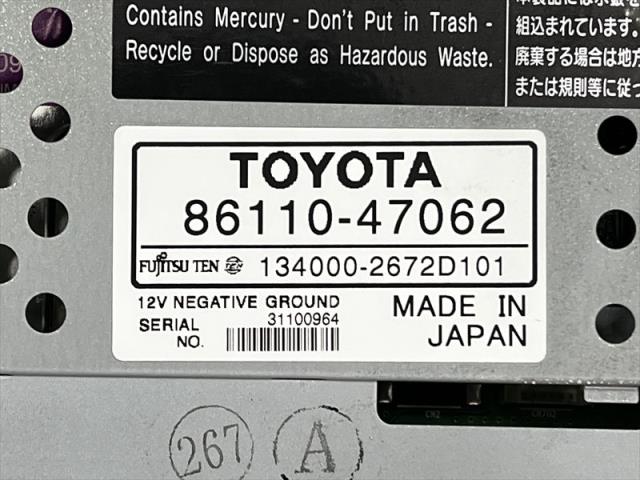 Contains Mercury - Don't Put in Trash -
Recycle or Dispose as Hazardous Waste.
組込まれています。
廃棄する場合は地方
または規則等に従っ
09
TOYOTA
86110-47062
FUJITSU TEN 134000-2672D101
12V NEGATIVE GROUND
SERIAL NO. 31100964
MADE IN JAPAN
CN2
267
A